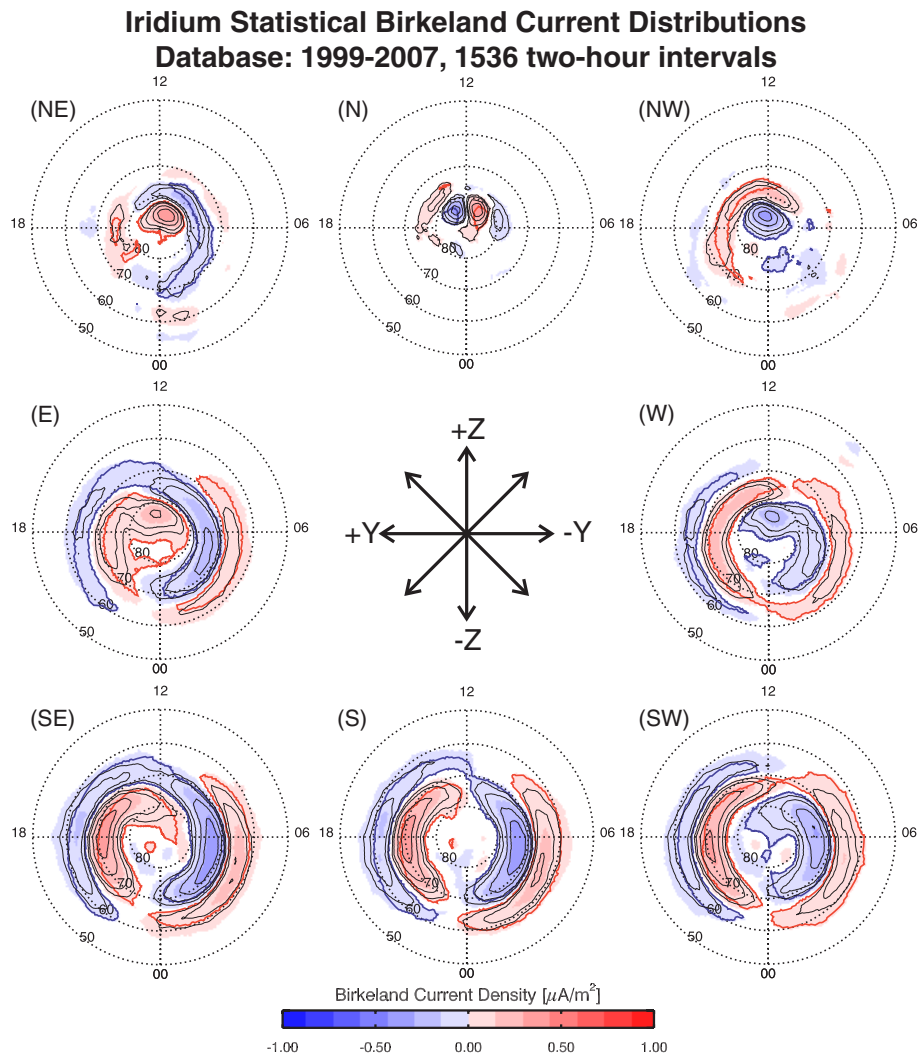 Iridium Statistical Birkeland Current Distributions
Database: 1999-2007, 1536 two-hour intervals
12 12 12
(NE) (N) (NW)
18 06 18 06 18 06
80 80 80
70 70 70
60 60 60
50 50 50
00 00 00
12 12
(E) +Z (W)
18 06 +Y -Y 18 06
80 80
70 70
60 60
50 -Z 50
00 00
12 12 12
(SE) (S) (SW)
18 06 18 06 18 06
80 80 80
70 70 70
60 60 60
50 50 50
00 00 00
Birkeland Current Density [μA/m²]
-1.00 -0.50 0.00 0.50 1.00